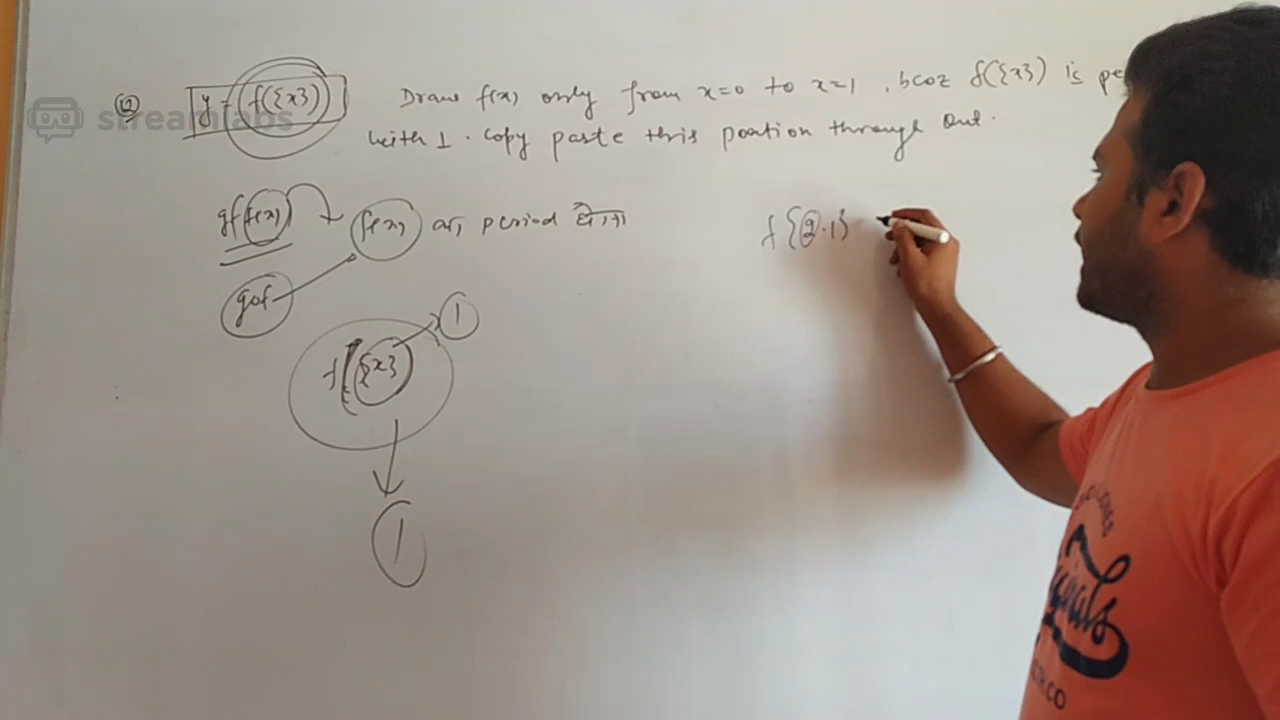 streamlabs
y = f({x}) Draw f(x) only from x=0 to x=1 , bcoz f({x}) is pe
with 1 . Copy paste this portion through out.
gf(f(x)) f(x) का, period होगा
f{2.1}
gof
f({x}) 1
1